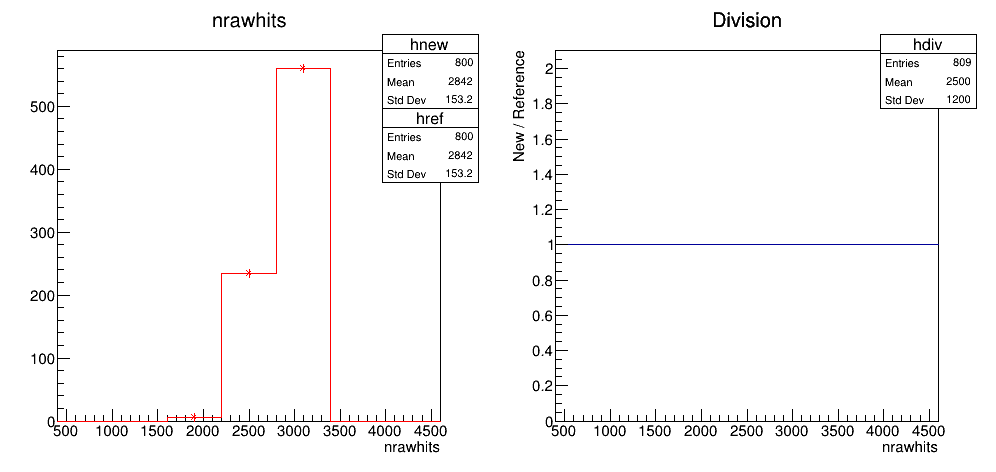 nrawhits
hnew
Entries 800
Mean 2842
Std Dev 153.2
href
Entries 800
Mean 2842
Std Dev 153.2
500
400
300
200
100
0
500 1000 1500 2000 2500 3000 3500 4000 4500
nrawhits
Division
hdiv
Entries 809
Mean 2500
Std Dev 1200
New / Reference
2
1.8
1.6
1.4
1.2
1
0.8
0.6
0.4
0.2
0
500 1000 1500 2000 2500 3000 3500 4000 4500
nrawhits